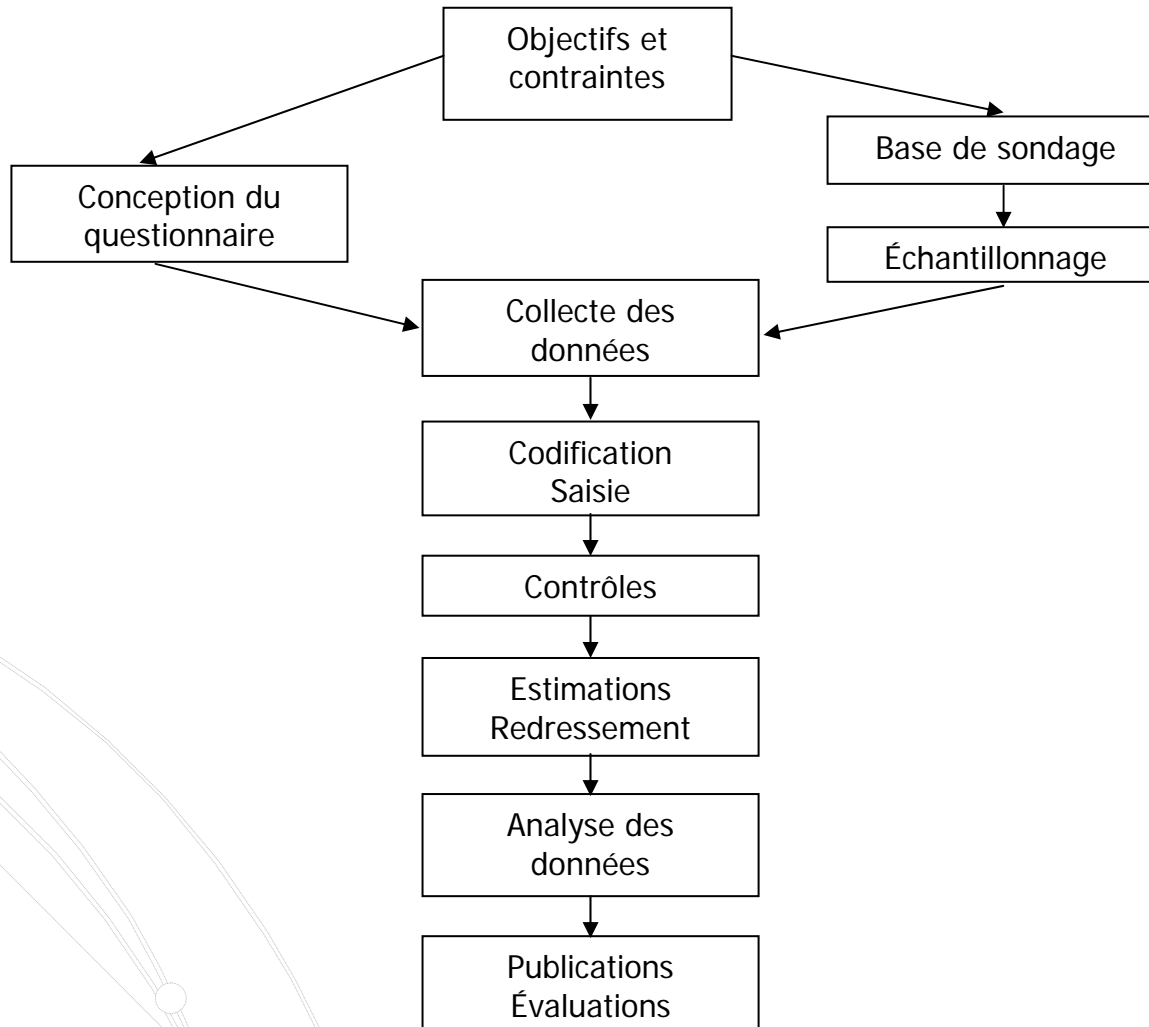 Objectifs et
contraintes
Base de sondage
Conception du
questionnaire
Échantillonnage
Collecte des
données
Codification
Saisie
Contrôles
Estimations
Redressement
Analyse des
données
Publications
Évaluations